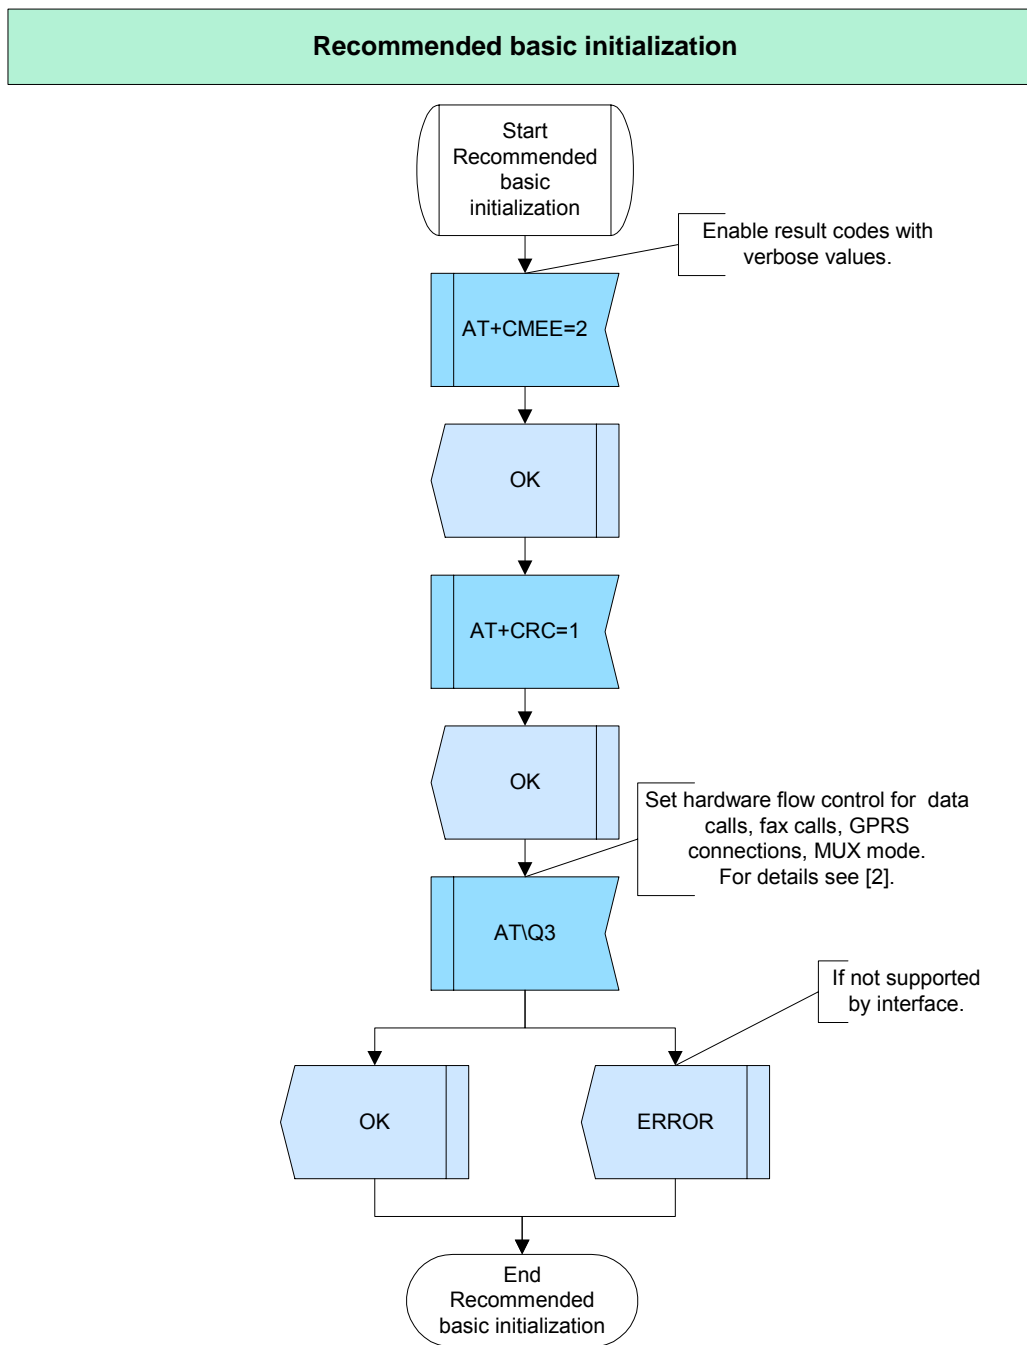 Recommended basic initialization
Start
Recommended
basic
initialization
Enable result codes with
verbose values.
AT+CMEE=2
OK
AT+CRC=1
OK
Set hardware flow control for data
calls, fax calls, GPRS
connections, MUX mode.
For details see [2].
AT\Q3
If not supported
by interface.
OK
ERROR
End
Recommended
basic initialization